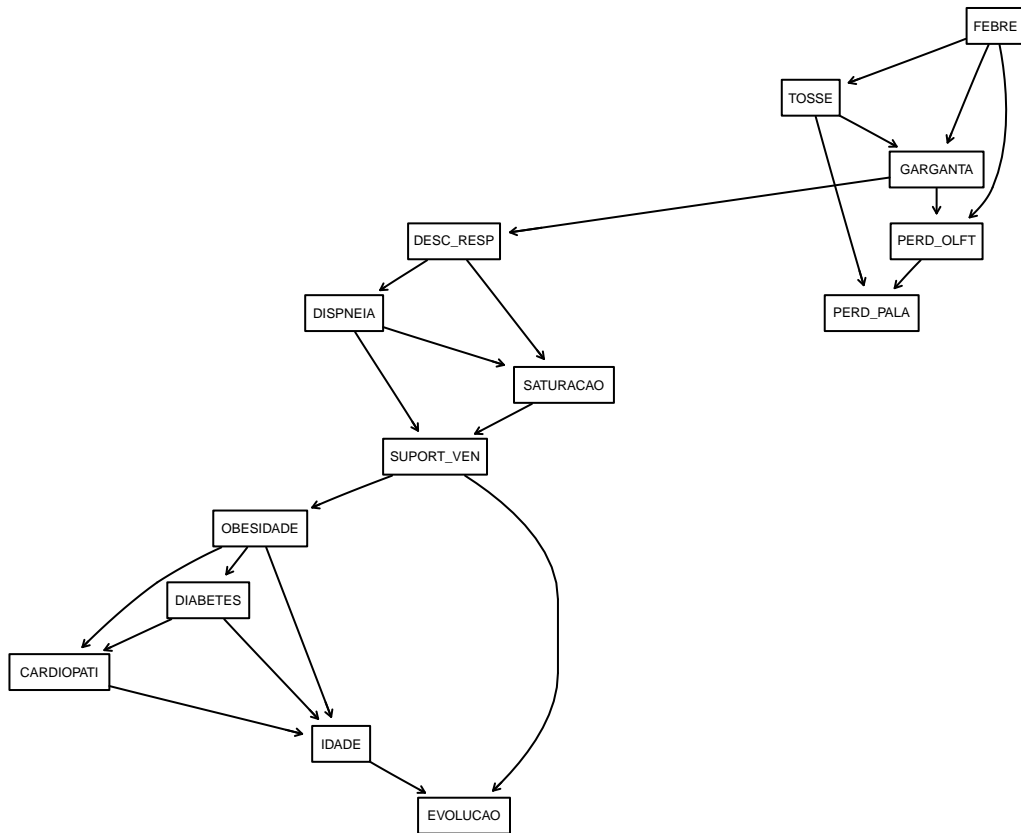 FEBRE
TOSSE
GARGANTA
DESC_RESP
PERD_OLFT
DISPNEIA
PERD_PALA
SATURACAO
SUPORT_VEN
OBESIDADE
DIABETES
CARDIOPATI
IDADE
EVOLUCAO